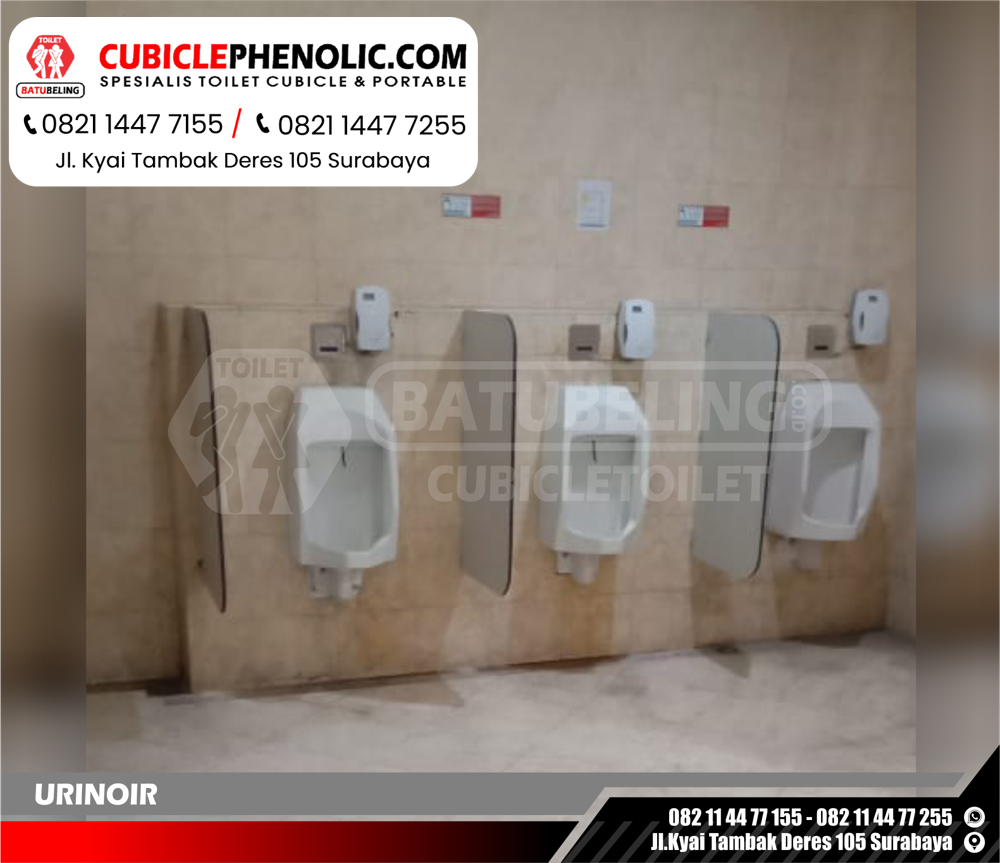 TOILET
BATUBELING
CUBICLEPHENOLIC.COM
SPESIALIS TOILET CUBICLE & PORTABLE
0821 1447 7155 / 0821 1447 7255
Jl. Kyai Tambak Deres 105 Surabaya
TOILET
BATUBELING
.CO.ID
CUBICLETOILET
URINOIR
082 11 44 77 155 - 082 11 44 77 255
Jl.Kyai Tambak Deres 105 Surabaya